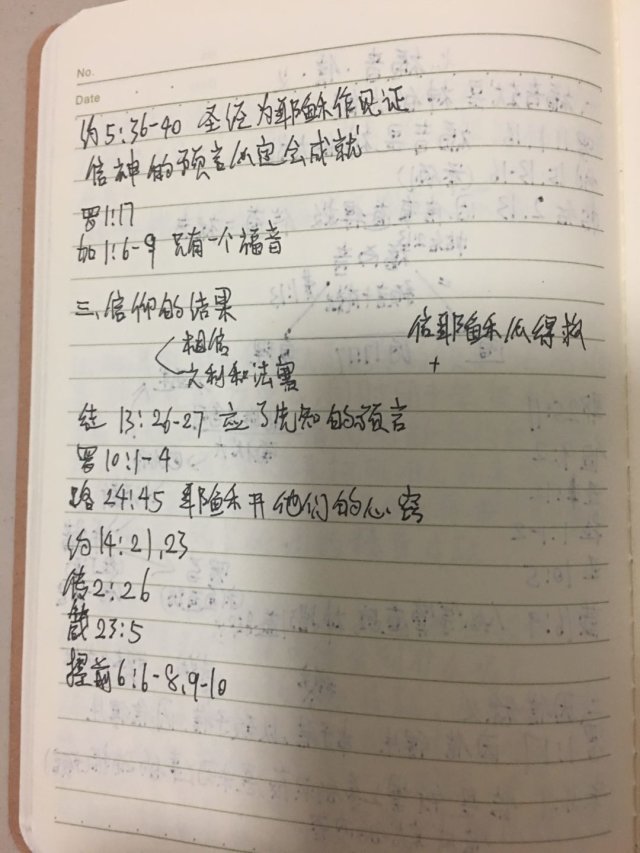 No.
Date
约5:36-40 圣经为耶稣作见证
信神的预言必定会成就
罗1:17
加1:6-9 只有一个福音
三、信仰的结果
相信
文利和法赛
信耶稣必得救
+
徒13:26-27 应了先知的预言
罗10:1-4
路24:45 耶稣开他们的心窍
约14:21,23
传2:26
箴23:5
提前6:6-8,9-10